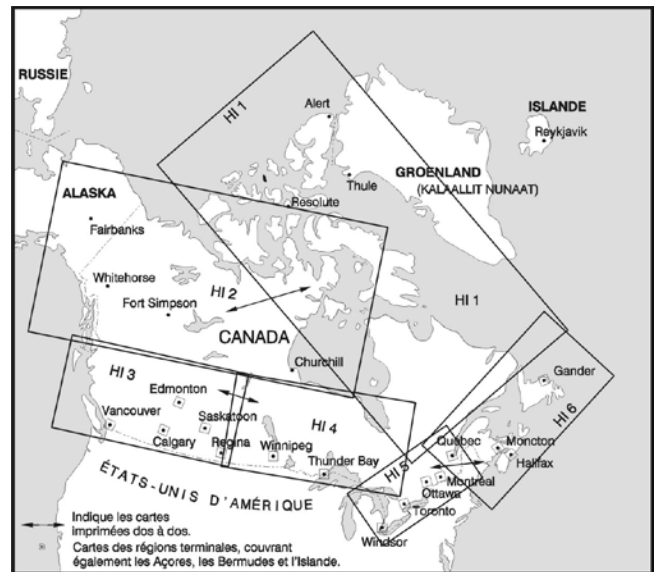 RUSSIE
HI 1
Alert
ISLANDE
Reykjavik
Thule
GROENLAND
(KALAALLIT NUNAAT)
ALASKA
Resolute
Fairbanks
Whitehorse
HI 2
HI 1
Fort Simpson
CANADA
Churchill
HI 3
Edmonton
Gander
HI 4
HI 6
Vancouver
Saskatoon
Calgary
Regina
Winnipeg
Québec
Moncton
Halifax
Thunder Bay
HI 5
Montréal
Ottawa
Toronto
Windsor
ÉTATS-UNIS D'AMÉRIQUE
Indique les cartes
imprimées dos à dos.
Cartes des régions terminales, couvrant
également les Açores, les Bermudes et l'Islande.